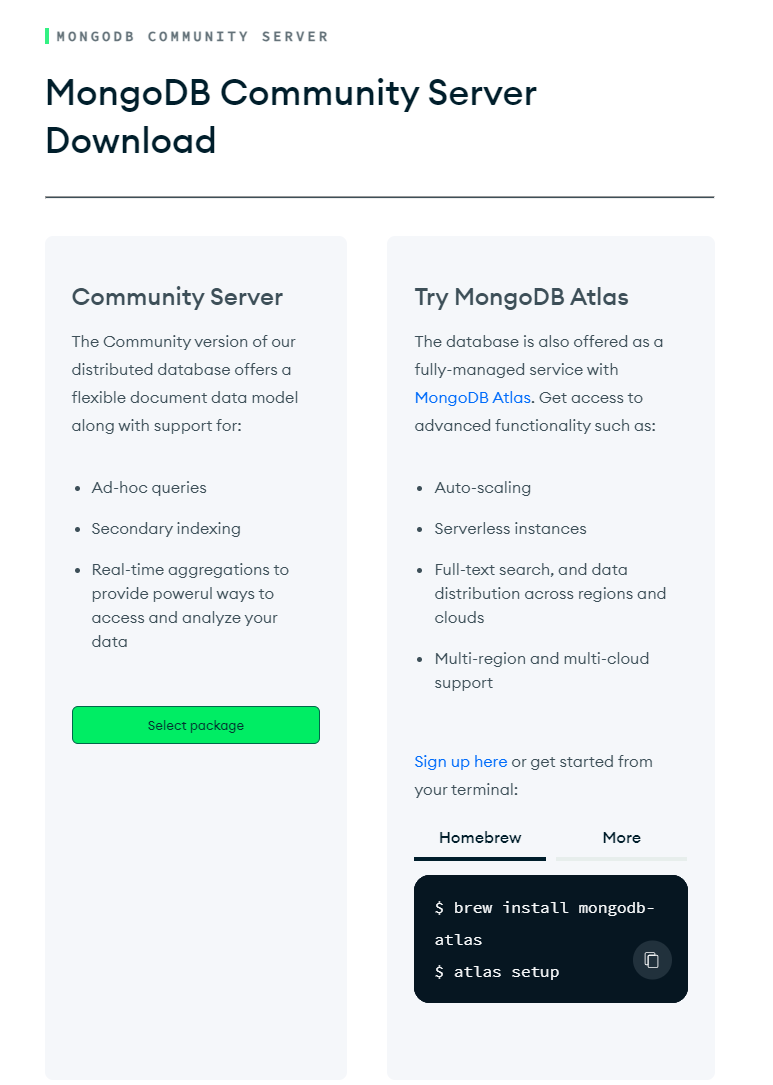 MONGODB COMMUNITY SERVER
MongoDB Community Server
Download
Community Server
The Community version of our
distributed database offers a
flexible document data model
along with support for:
• Ad-hoc queries
• Secondary indexing
• Real-time aggregations to
provide powerul ways to
access and analyze your
data
Select package
Try MongoDB Atlas
The database is also offered as a
fully-managed service with
MongoDB Atlas. Get access to
advanced functionality such as:
• Auto-scaling
• Serverless instances
• Full-text search, and data
distribution across regions and
clouds
• Multi-region and multi-cloud
support
Sign up here or get started from
your terminal:
Homebrew
More
$ brew install mongodb-
atlas
$ atlas setup